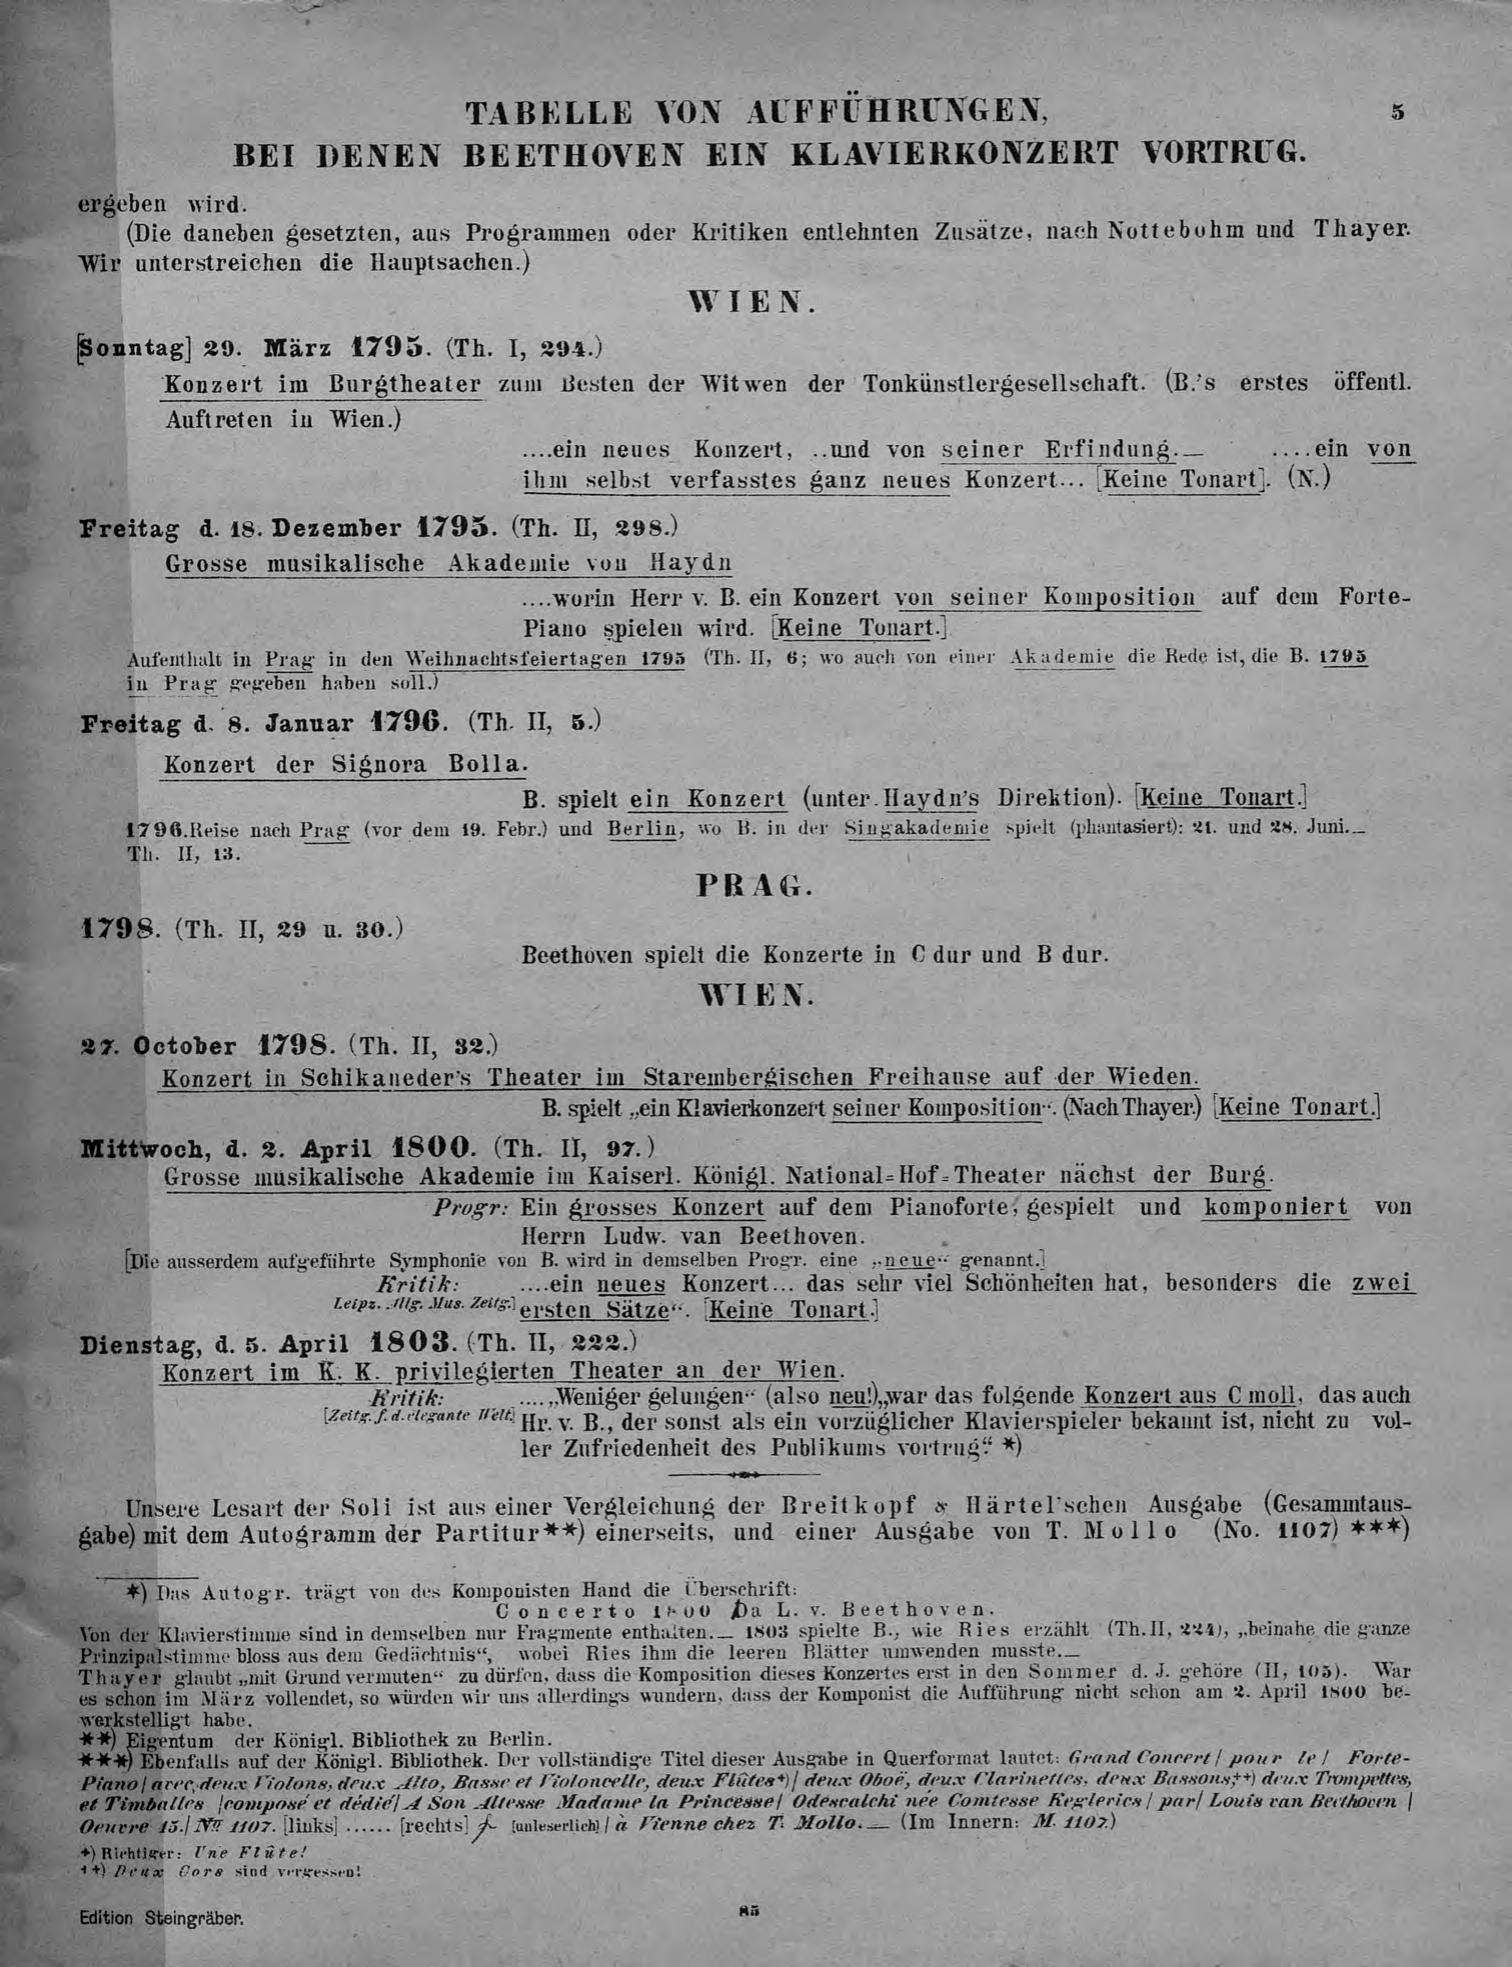 TABELLE VON AUFFÜHRUNGEN,
5
BEI DENEN BEETHOVEN EIN KLAVIERKONZERT VORTRUG.
ergeben wird.
(Die daneben gesetzten, aus Programmen oder Kritiken entlehnten Zusätze, nach Nottebohm und Thayer.
Wir unterstreichen die Hauptsachen.)
WIEN.
[Sonntag] 29. März 1795. (Th. I, 294.)
Konzert im Burgtheater zum Besten der Witwen der Tonkünstlergesellschaft. (B.'s erstes öffentl.
Auftreten in Wien.)
....ein neues Konzert, ..und von seiner Erfindung.— ....ein von
ihm selbst verfasstes ganz neues Konzert... [Keine Tonart]. (N.)
Freitag d. 18. Dezember 1795. (Th. II, 298.)
Grosse musikalische Akademie von Haydn
....worin Herr v. B. ein Konzert von seiner Komposition auf dem Forte-
Piano spielen wird. [Keine Tonart.]
Aufenthalt in Prag in den Weihnachtsfeiertagen 1795 (Th. II, 6; wo auch von einer Akademie die Rede ist, die B. 1795
in Prag gegeben haben soll.)
Freitag d. 8. Januar 1796. (Th. II, 5.)
Konzert der Signora Bolla.
B. spielt ein Konzert (unter Haydn's Direktion). [Keine Tonart.]
1796. Reise nach Prag (vor dem 19. Febr.) und Berlin, wo B. in der Singakademie spielt (phantasiert): 21. und 28. Juni.—
Th. II, 13.
PRAG.
1798. (Th. II, 29 u. 30.)
Beethoven spielt die Konzerte in C dur und B dur.
WIEN.
27. October 1798. (Th. II, 32.)
Konzert in Schikaneder's Theater im Starembergischen Freihause auf der Wieden.
B. spielt „ein Klavierkonzert seiner Komposition“. (Nach Thayer.) [Keine Tonart.]
Mittwoch, d. 2. April 1800. (Th. II, 97.)
Grosse musikalische Akademie im Kaiserl. Königl. National=Hof=Theater nächst der Burg.
Progr: Ein grosses Konzert auf dem Pianoforte, gespielt und komponiert von
Herrn Ludw. van Beethoven.
[Die ausserdem aufgeführte Symphonie von B. wird in demselben Progr. eine „neue“ genannt.]
Kritik: ....ein neues Konzert... das sehr viel Schönheiten hat, besonders die zwei
Leipz. Allg. Mus. Zeitg.] ersten Sätze“. [Keine Tonart.]
Dienstag, d. 5. April 1803. (Th. II, 222.)
Konzert im K. K. privilegierten Theater an der Wien.
Kritik: ....„Weniger gelungen“ (also neu!) „war das folgende Konzert aus C moll, das auch
[Zeitg. f. d. elegante Welt.] Hr. v. B., der sonst als ein vorzüglicher Klavierspieler bekannt ist, nicht zu vol-
ler Zufriedenheit des Publikums vortrug.“ *)
Unsere Lesart der Soli ist aus einer Vergleichung der Breitkopf & Härtel'schen Ausgabe (Gesammtaus-
gabe) mit dem Autogramm der Partitur**) einerseits, und einer Ausgabe von T. Mollo (No. 1107) ***)
*) Das Autogr. trägt von des Komponisten Hand die Überschrift:
Concerto 1800 Da L. v. Beethoven.
Von der Klavierstimme sind in demselben nur Fragmente enthalten.— 1803 spielte B., wie Ries erzählt (Th. II, 224), „beinahe die ganze
Prinzipalstimme bloss aus dem Gedächtnis“, wobei Ries ihm die leeren Blätter umwenden musste.—
Thayer glaubt „mit Grund vermuten“ zu dürfen, dass die Komposition dieses Konzertes erst in den Sommer d. J. gehöre (II, 105). War
es schon im März vollendet, so würden wir uns allerdings wundern, dass der Komponist die Aufführung nicht schon am 2. April 1800 be-
werkstelligt habe.
**) Eigentum der Königl. Bibliothek zu Berlin.
***) Ebenfalls auf der Königl. Bibliothek. Der vollständige Titel dieser Ausgabe in Querformat lautet: Grand Concert / pour le / Forte-
Piano / avec deux Violons, deux Alto, Basse et Violoncelle, deux Flûtes+) / deux Oboë, deux Clarinettes, deux Bassons,++) deux Trompettes,
et Timballes / composé et dédié / A Son Altesse Madame la Princesse / Odescalchi née Comtesse Keglevics / par / Louis van Beethoven /
Oeuvre 15. / No. 1107. [links] ...... [rechts] f [unleserlich] / à Vienne chez T. Mollo.— (Im Innern: M. 1107.)
+) Richtiger: Une Flûte!
++) Deux Cors sind vergessen!
Edition Steingräber.
85